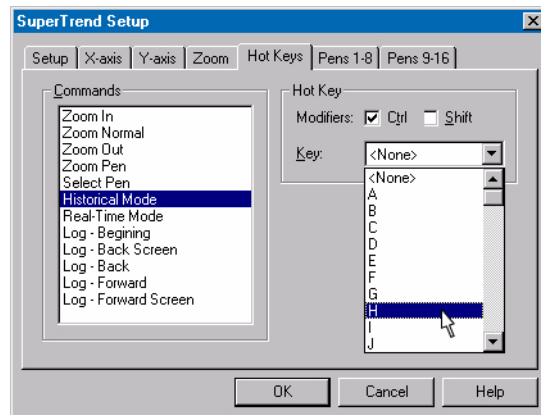 SuperTrend Setup
Setup X-axis Y-axis Zoom Hot Keys Pens 1-8 Pens 9-16
Commands
Zoom In
Zoom Normal
Zoom Out
Zoom Pen
Select Pen
Historical Mode
Real-Time Mode
Log - Begining
Log - Back Screen
Log - Back
Log - Forward
Log - Forward Screen
Hot Key
Modifiers: Ctrl Shift
Key: <None>
<None>
A
B
C
D
E
F
G
H
I
J
OK Cancel Help